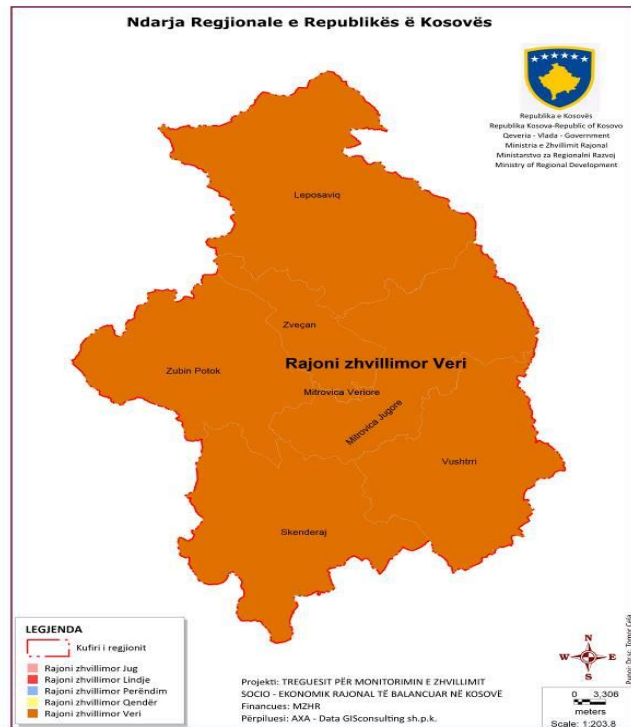 Ndarja Regjionale e Republikës ë Kosovës
Republika e Kosovës
Republika Kosova-Republic of Kosovo
Qeveria - Vlada - Government
Ministria e Zhvillimit Rajonal
Ministarstvo za Regionalni Razvoj
Ministry of Regional Development
Leposaviq
Zveçan
Rajoni zhvillimor Veri
Zubin Potok
Mitrovica Veriore
Mitrovica Jugore
Vushtrri
Skenderaj
LEGJENDA
Kufiri i regjionit
Rajoni zhvillimor Jug
Rajoni zhvillimor Lindje
Rajoni zhvillimor Perëndim
Rajoni zhvillimor Qendër
Rajoni zhvillimor Veri
Projekti: TREGUESIT PËR MONITORIMIN E ZHVILLIMIT
SOCIO - EKONOMIK RAJONAL TË BALANCUAR NË KOSOVË
Financues: MZHR
Përpiluesi: AXA - Data GISconsulting sh.p.k.
N
W E
S
0 3,306
meters
Scale: 1:203.8